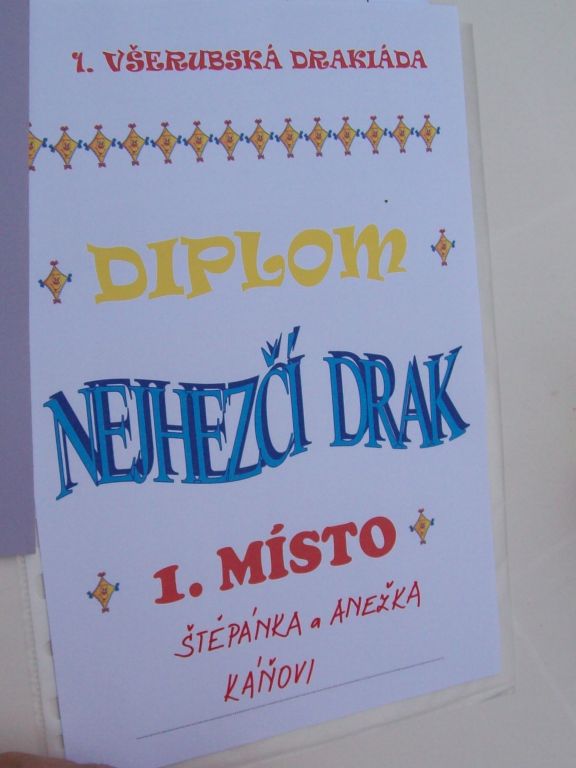 1. VŠERUBSKÁ DRAKIÁDA
DIPLOM
NEJHEZČÍ DRAK
1. MÍSTO
ŠTĚPÁNKA a ANEŽKA
KÁŇOVI